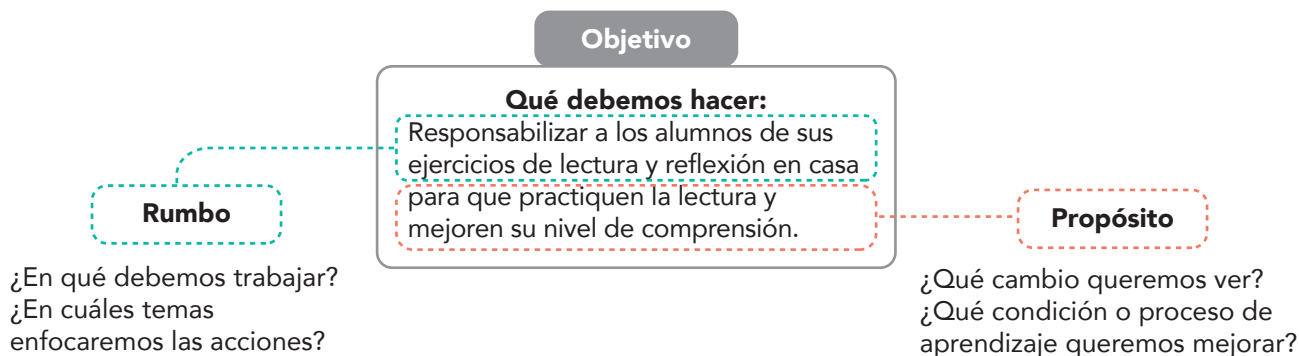 Objetivo
Qué debemos hacer:
Responsabilizar a los alumnos de sus
ejercicios de lectura y reflexión en casa
para que practiquen la lectura y
mejoren su nivel de comprensión.
Rumbo
¿En qué debemos trabajar?
¿En cuáles temas
enfocaremos las acciones?
Propósito
¿Qué cambio queremos ver?
¿Qué condición o proceso de
aprendizaje queremos mejorar?